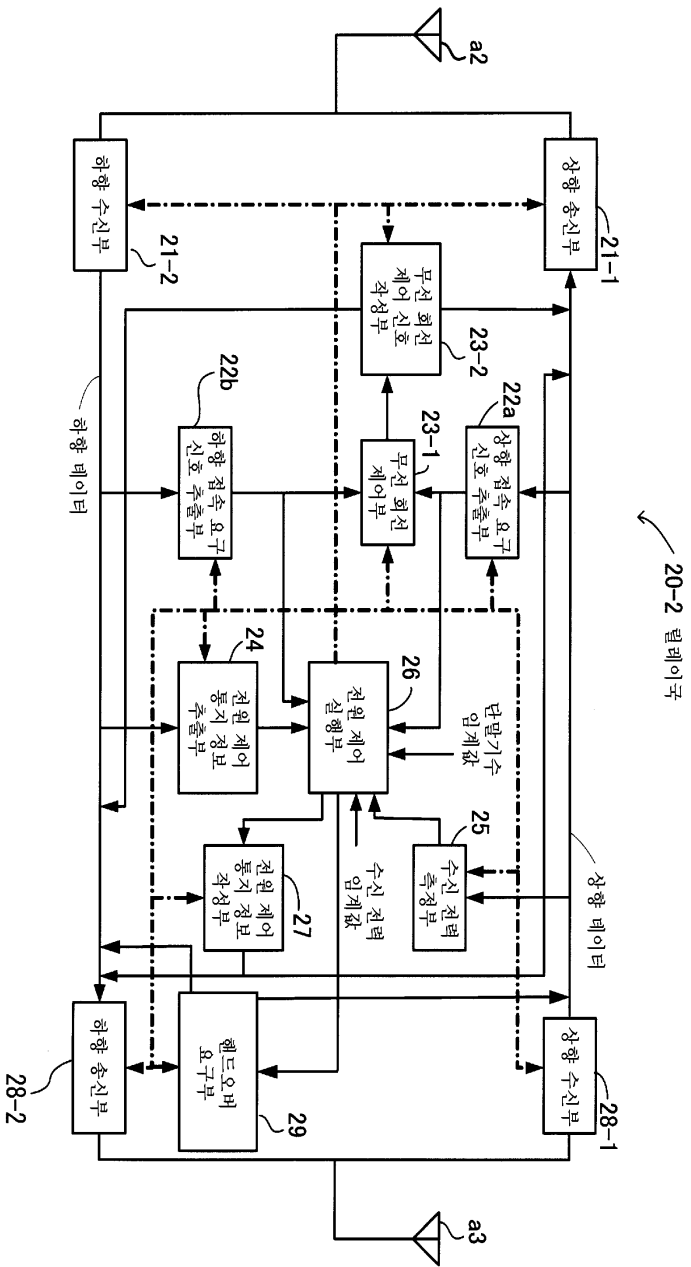 20-2 릴레이국
a2
a3
상향 송신부
21-1
상향 데이터
상향 수신부
28-1
22a
상향 접속 요구
신호 추출부
단말기수
임계값
25
수신 전력
측정부
무선 회선
제어 신호
작성부
23-2
23-1
무선 회선
제어부
26
전원 제어
실행부
수신 전력
임계값
22b
하향 접속 요구
신호 추출부
24
전원 제어
통지 정보
추출부
전원 제어
통지 정보
작성부
27
핸드오버
요구부
29
하향 수신부
21-2
하향 데이터
하향 송신부
28-2